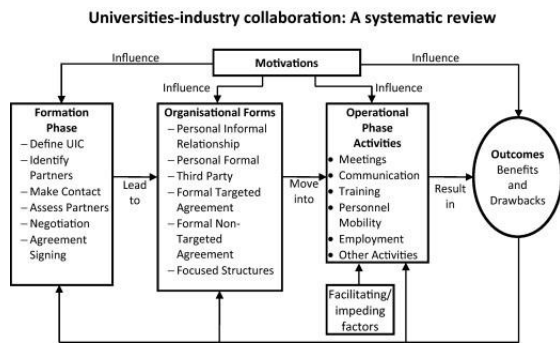 Universities-industry collaboration: A systematic review
Motivations
Influence
Influence
Influence
Influence
Formation
Phase
– Define UIC
– Identify
Partners
– Make Contact
– Assess Partners
– Negotiation
– Agreement
Signing
Lead
to
Organisational Forms
– Personal Informal
Relationship
– Personal Formal
– Third Party
– Formal Targeted
Agreement
– Formal Non-
Targeted
Agreement
– Focused Structures
Move
into
Operational
Phase
Activities
• Meetings
• Communication
• Training
• Personnel
Mobility
• Employment
• Other Activities
Result
in
Outcomes
Benefits
and
Drawbacks
Facilitating/
impeding
factors